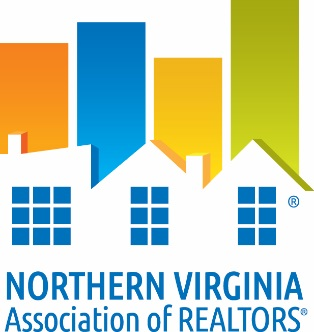 ®
NORTHERN VIRGINIA
Association of REALTORS®